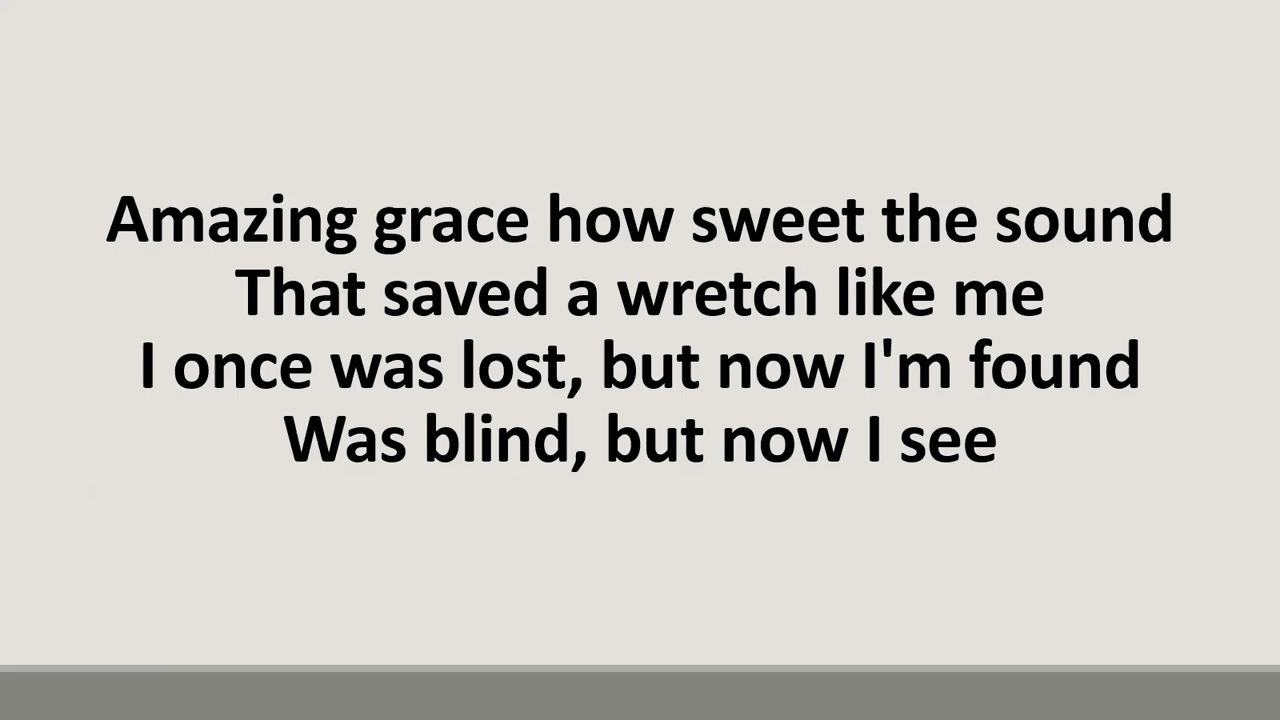 Amazing grace how sweet the sound
That saved a wretch like me
I once was lost, but now I'm found
Was blind, but now I see